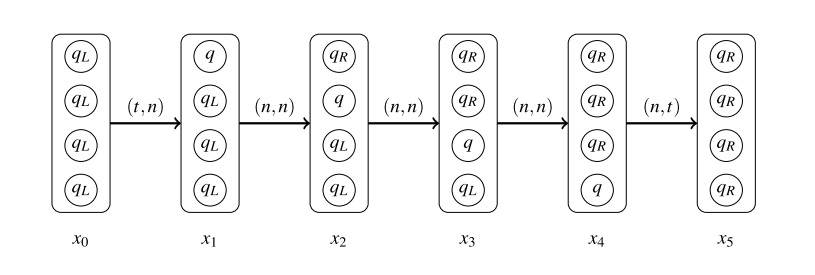 q_L q q_R q_R q_R q_R
q_L q_L q q_R q_R q_R
(t,n) (n,n) (n,n) (n,n) (n,t)
q_L q_L q_L q q_R q_R
q_L q_L q_L q_L q q_R
x_0 x_1 x_2 x_3 x_4 x_5